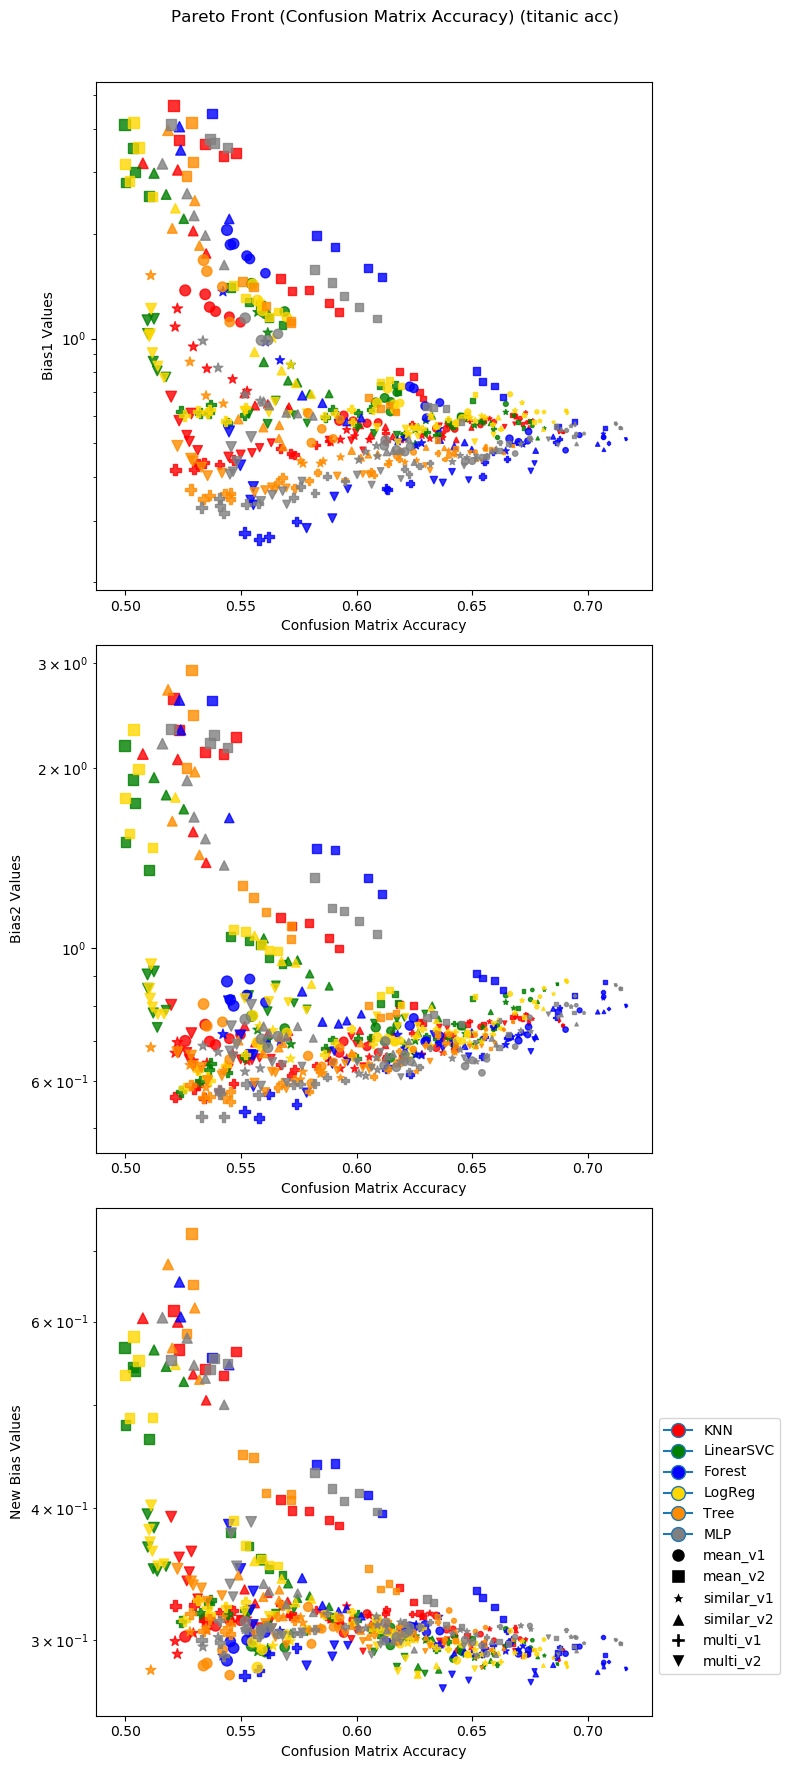 Pareto Front (Confusion Matrix Accuracy) (titanic acc)
Bias1 Values
10⁰
0.50 0.55 0.60 0.65 0.70
Confusion Matrix Accuracy
Bias2 Values
3 × 10⁰
2 × 10⁰
10⁰
6 × 10⁻¹
0.50 0.55 0.60 0.65 0.70
Confusion Matrix Accuracy
New Bias Values
6 × 10⁻¹
4 × 10⁻¹
3 × 10⁻¹
0.50 0.55 0.60 0.65 0.70
Confusion Matrix Accuracy
KNN
LinearSVC
Forest
LogReg
Tree
MLP
mean_v1
mean_v2
similar_v1
similar_v2
multi_v1
multi_v2